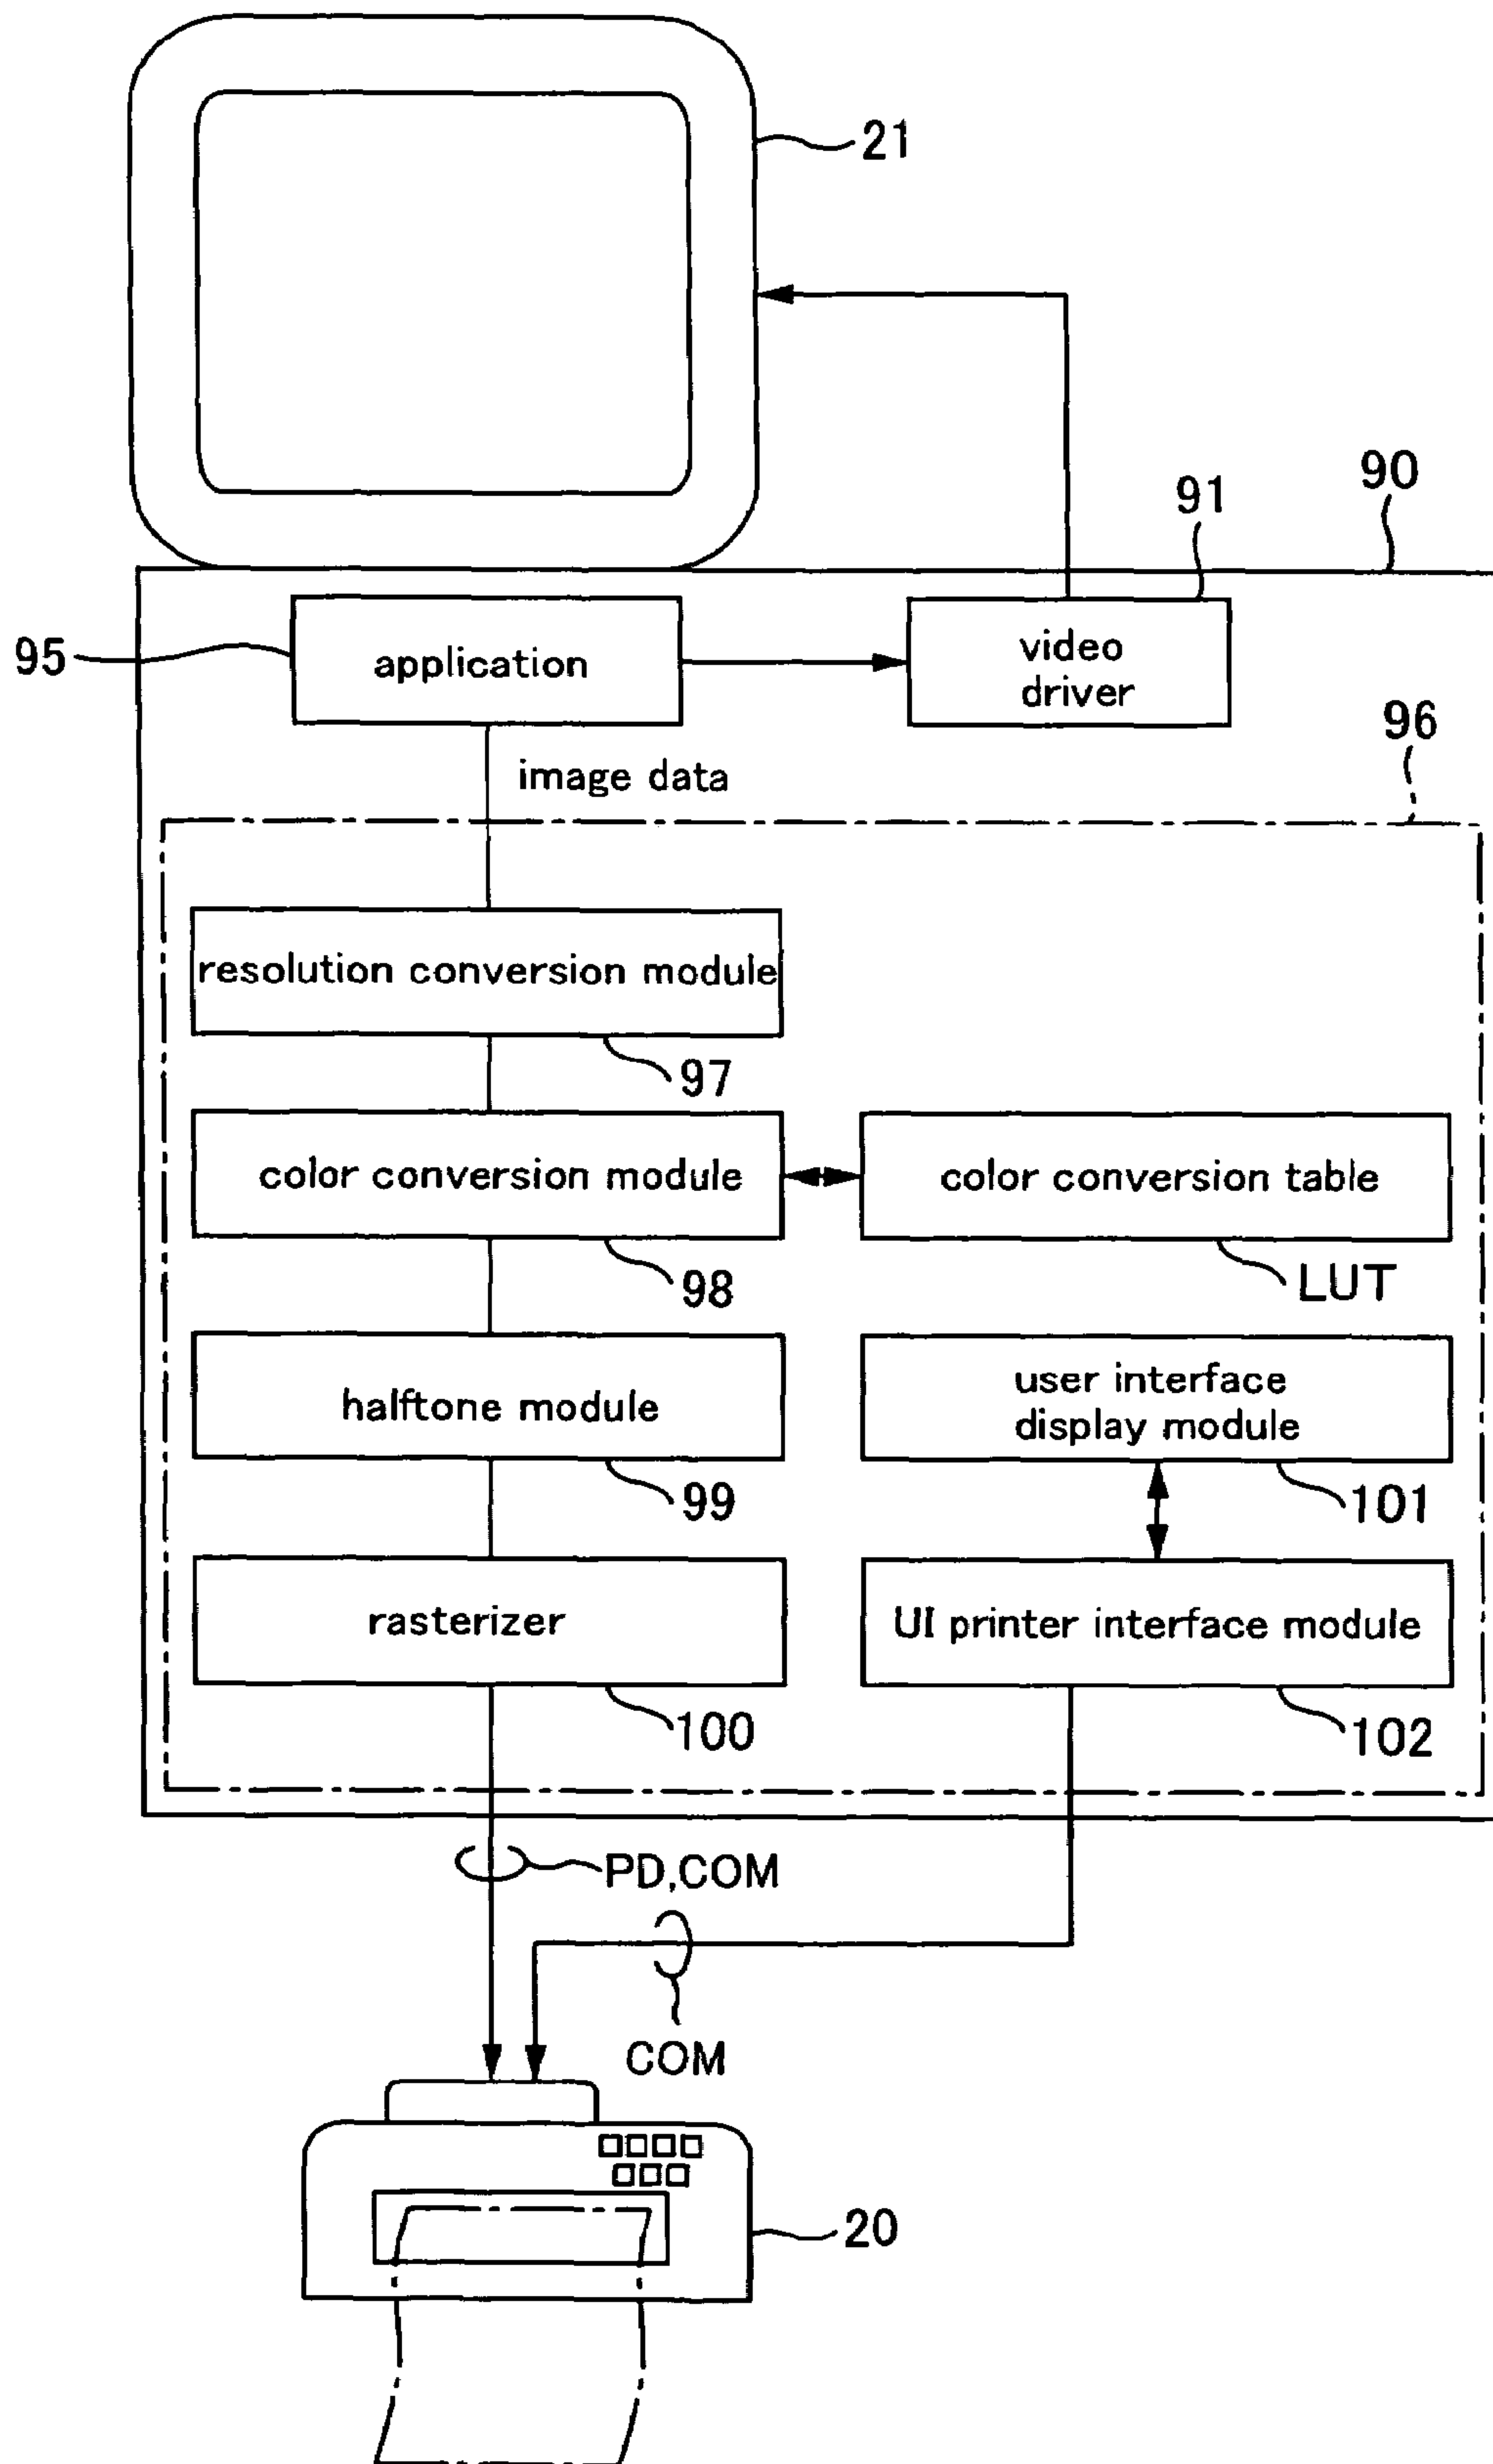 21
90
91
95
application
video
driver
96
image data
resolution conversion module
97
color conversion module
color conversion table
98
LUT
halftone module
user interface
display module
99
101
rasterizer
UI printer interface module
100
102
PD,COM
COM
20